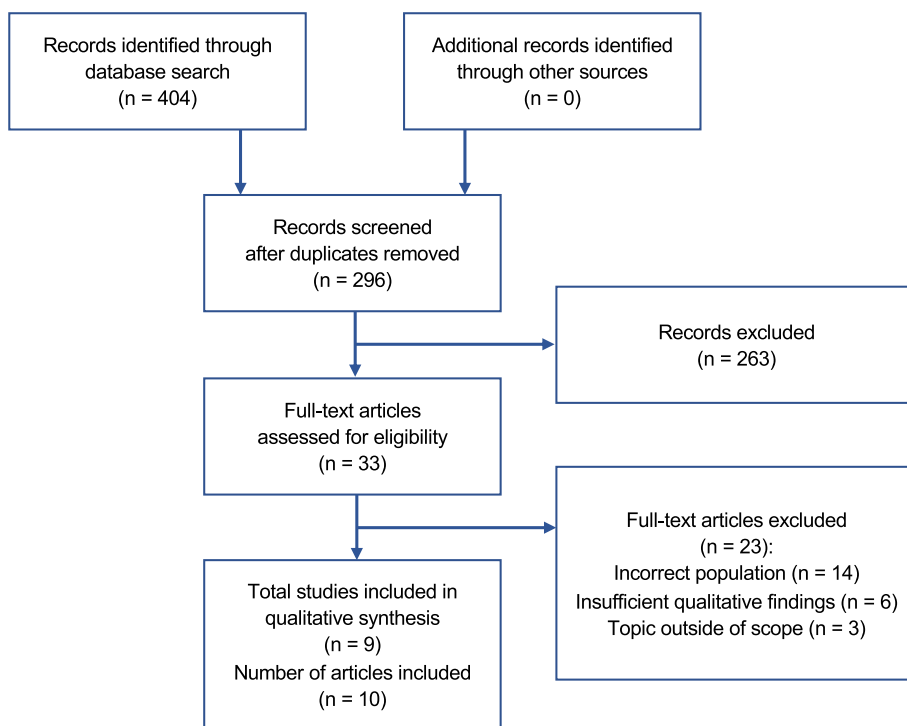 Records identified through
database search
(n = 404)
Additional records identified
through other sources
(n = 0)
Records screened
after duplicates removed
(n = 296)
Records excluded
(n = 263)
Full-text articles
assessed for eligibility
(n = 33)
Full-text articles excluded
(n = 23):
Incorrect population (n = 14)
Insufficient qualitative findings (n = 6)
Topic outside of scope (n = 3)
Total studies included in
qualitative synthesis
(n = 9)
Number of articles included
(n = 10)